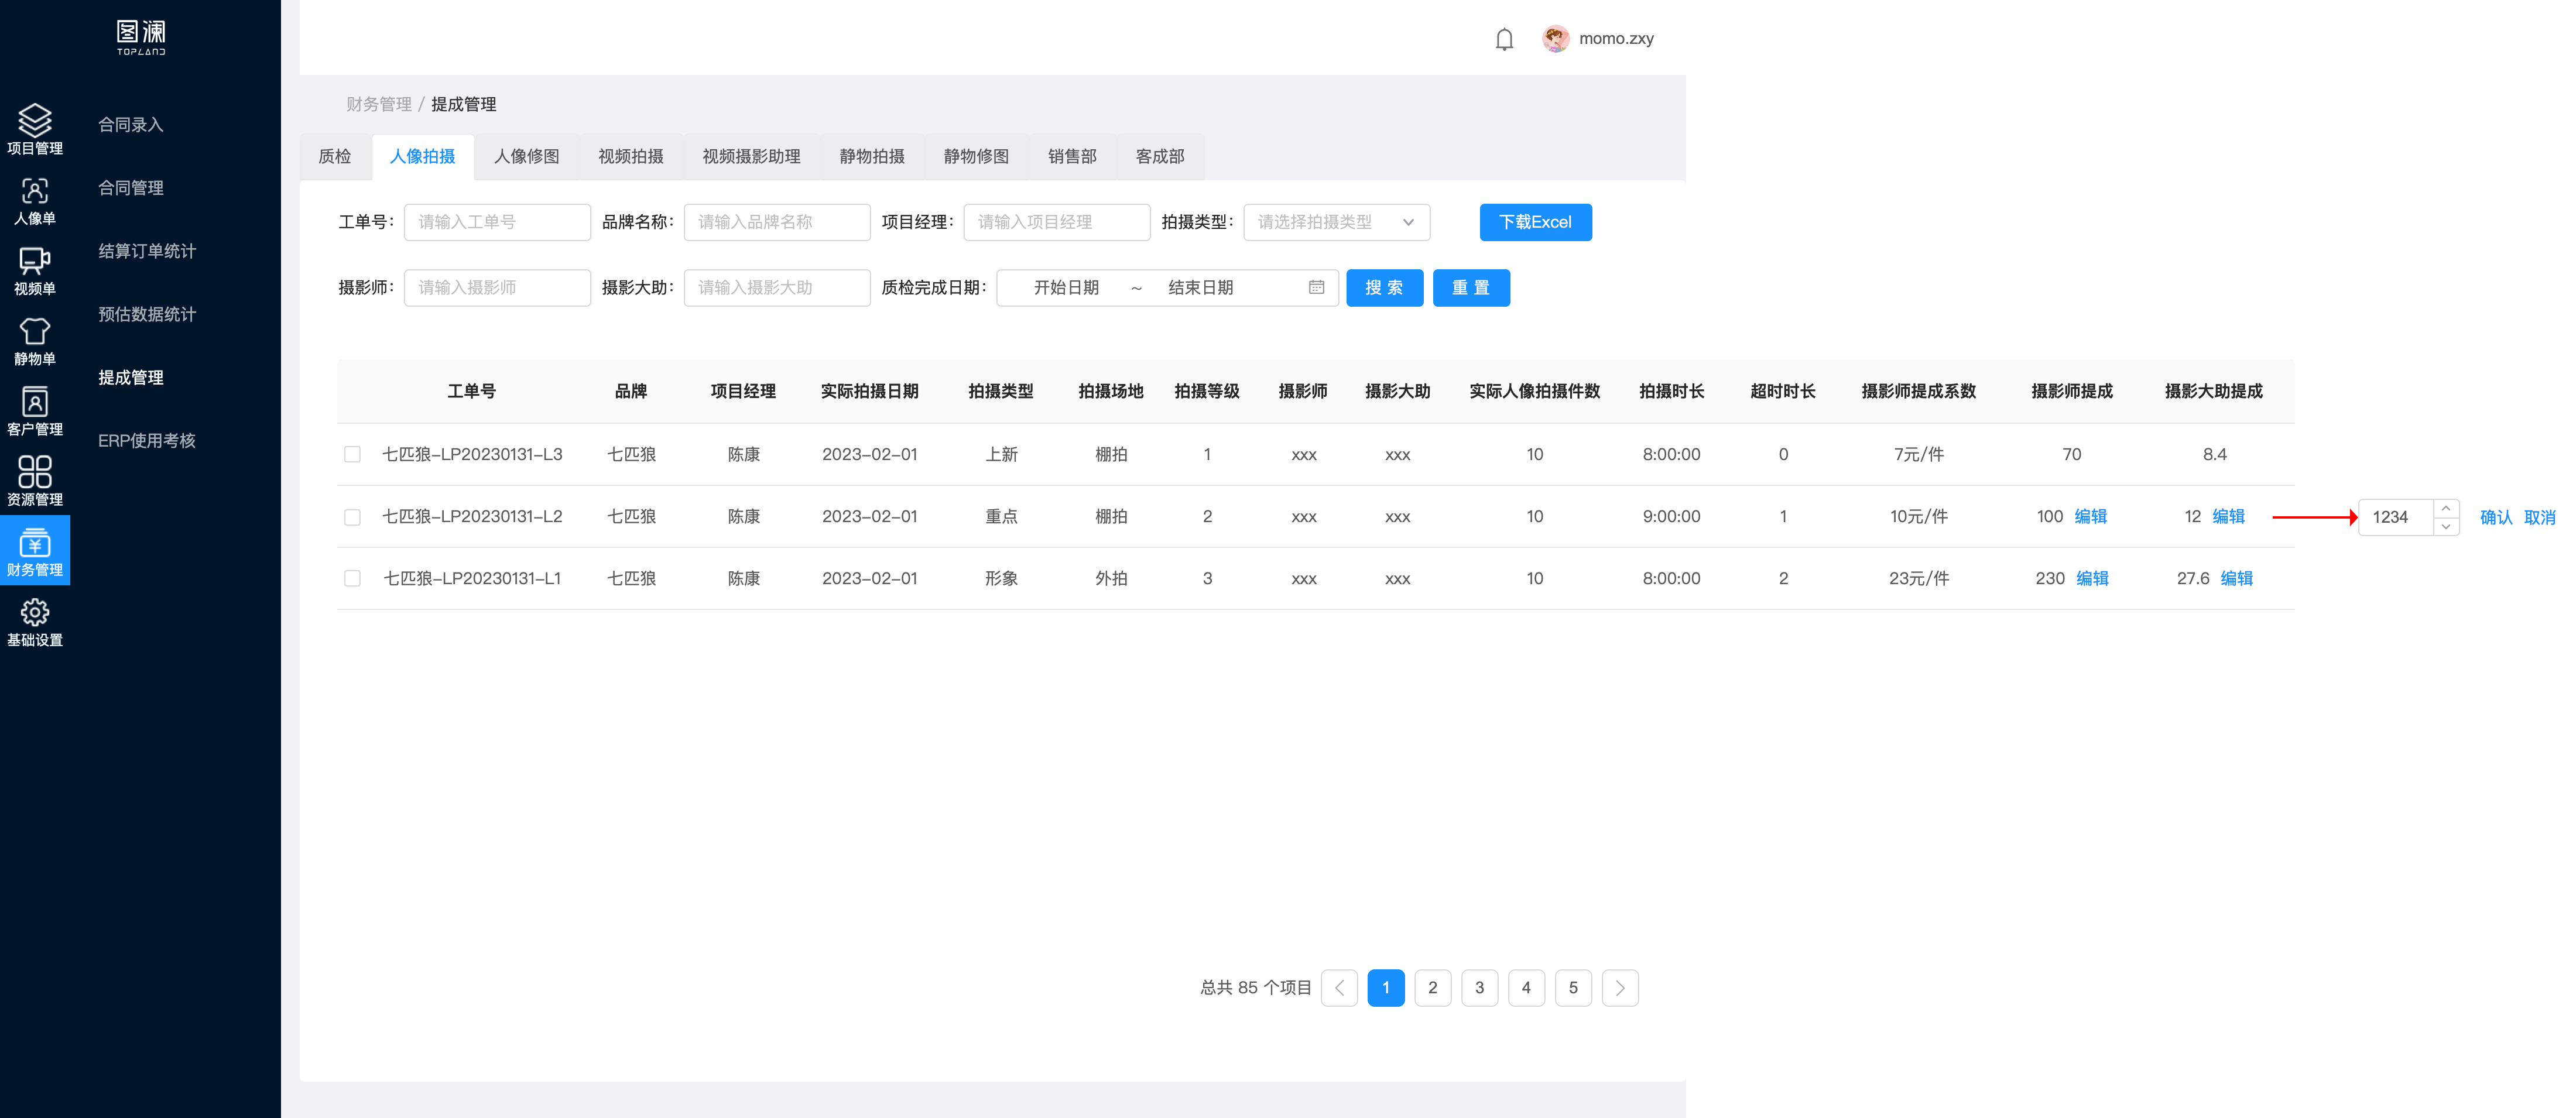 图澜
TOPLAND
momo.zxy
项目管理
人像单
视频单
静物单
客户管理
资源管理
财务管理
基础设置
合同录入
合同管理
结算订单统计
预估数据统计
提成管理
ERP使用考核
财务管理 / 提成管理
质检 人像拍摄 人像修图 视频拍摄 视频摄影助理 静物拍摄 静物修图 销售部 客成部
工单号： 请输入工单号 品牌名称： 请输入品牌名称 项目经理： 请输入项目经理 拍摄类型： 请选择拍摄类型 下载Excel
摄影师： 请输入摄影师 摄影大助： 请输入摄影大助 质检完成日期： 开始日期 ~ 结束日期 搜 索 重 置
工单号 品牌 项目经理 实际拍摄日期 拍摄类型 拍摄场地 拍摄等级 摄影师 摄影大助 实际人像拍摄件数 拍摄时长 超时时长 摄影师提成系数 摄影师提成 摄影大助提成
七匹狼-LP20230131-L3 七匹狼 陈康 2023-02-01 上新 棚拍 1 xxx xxx 10 8:00:00 0 7元/件 70 8.4
七匹狼-LP20230131-L2 七匹狼 陈康 2023-02-01 重点 棚拍 2 xxx xxx 10 9:00:00 1 10元/件 100 编辑 12 编辑 1234 确认 取消
七匹狼-LP20230131-L1 七匹狼 陈康 2023-02-01 形象 外拍 3 xxx xxx 10 8:00:00 2 23元/件 230 编辑 27.6 编辑
总共 85 个项目 1 2 3 4 5